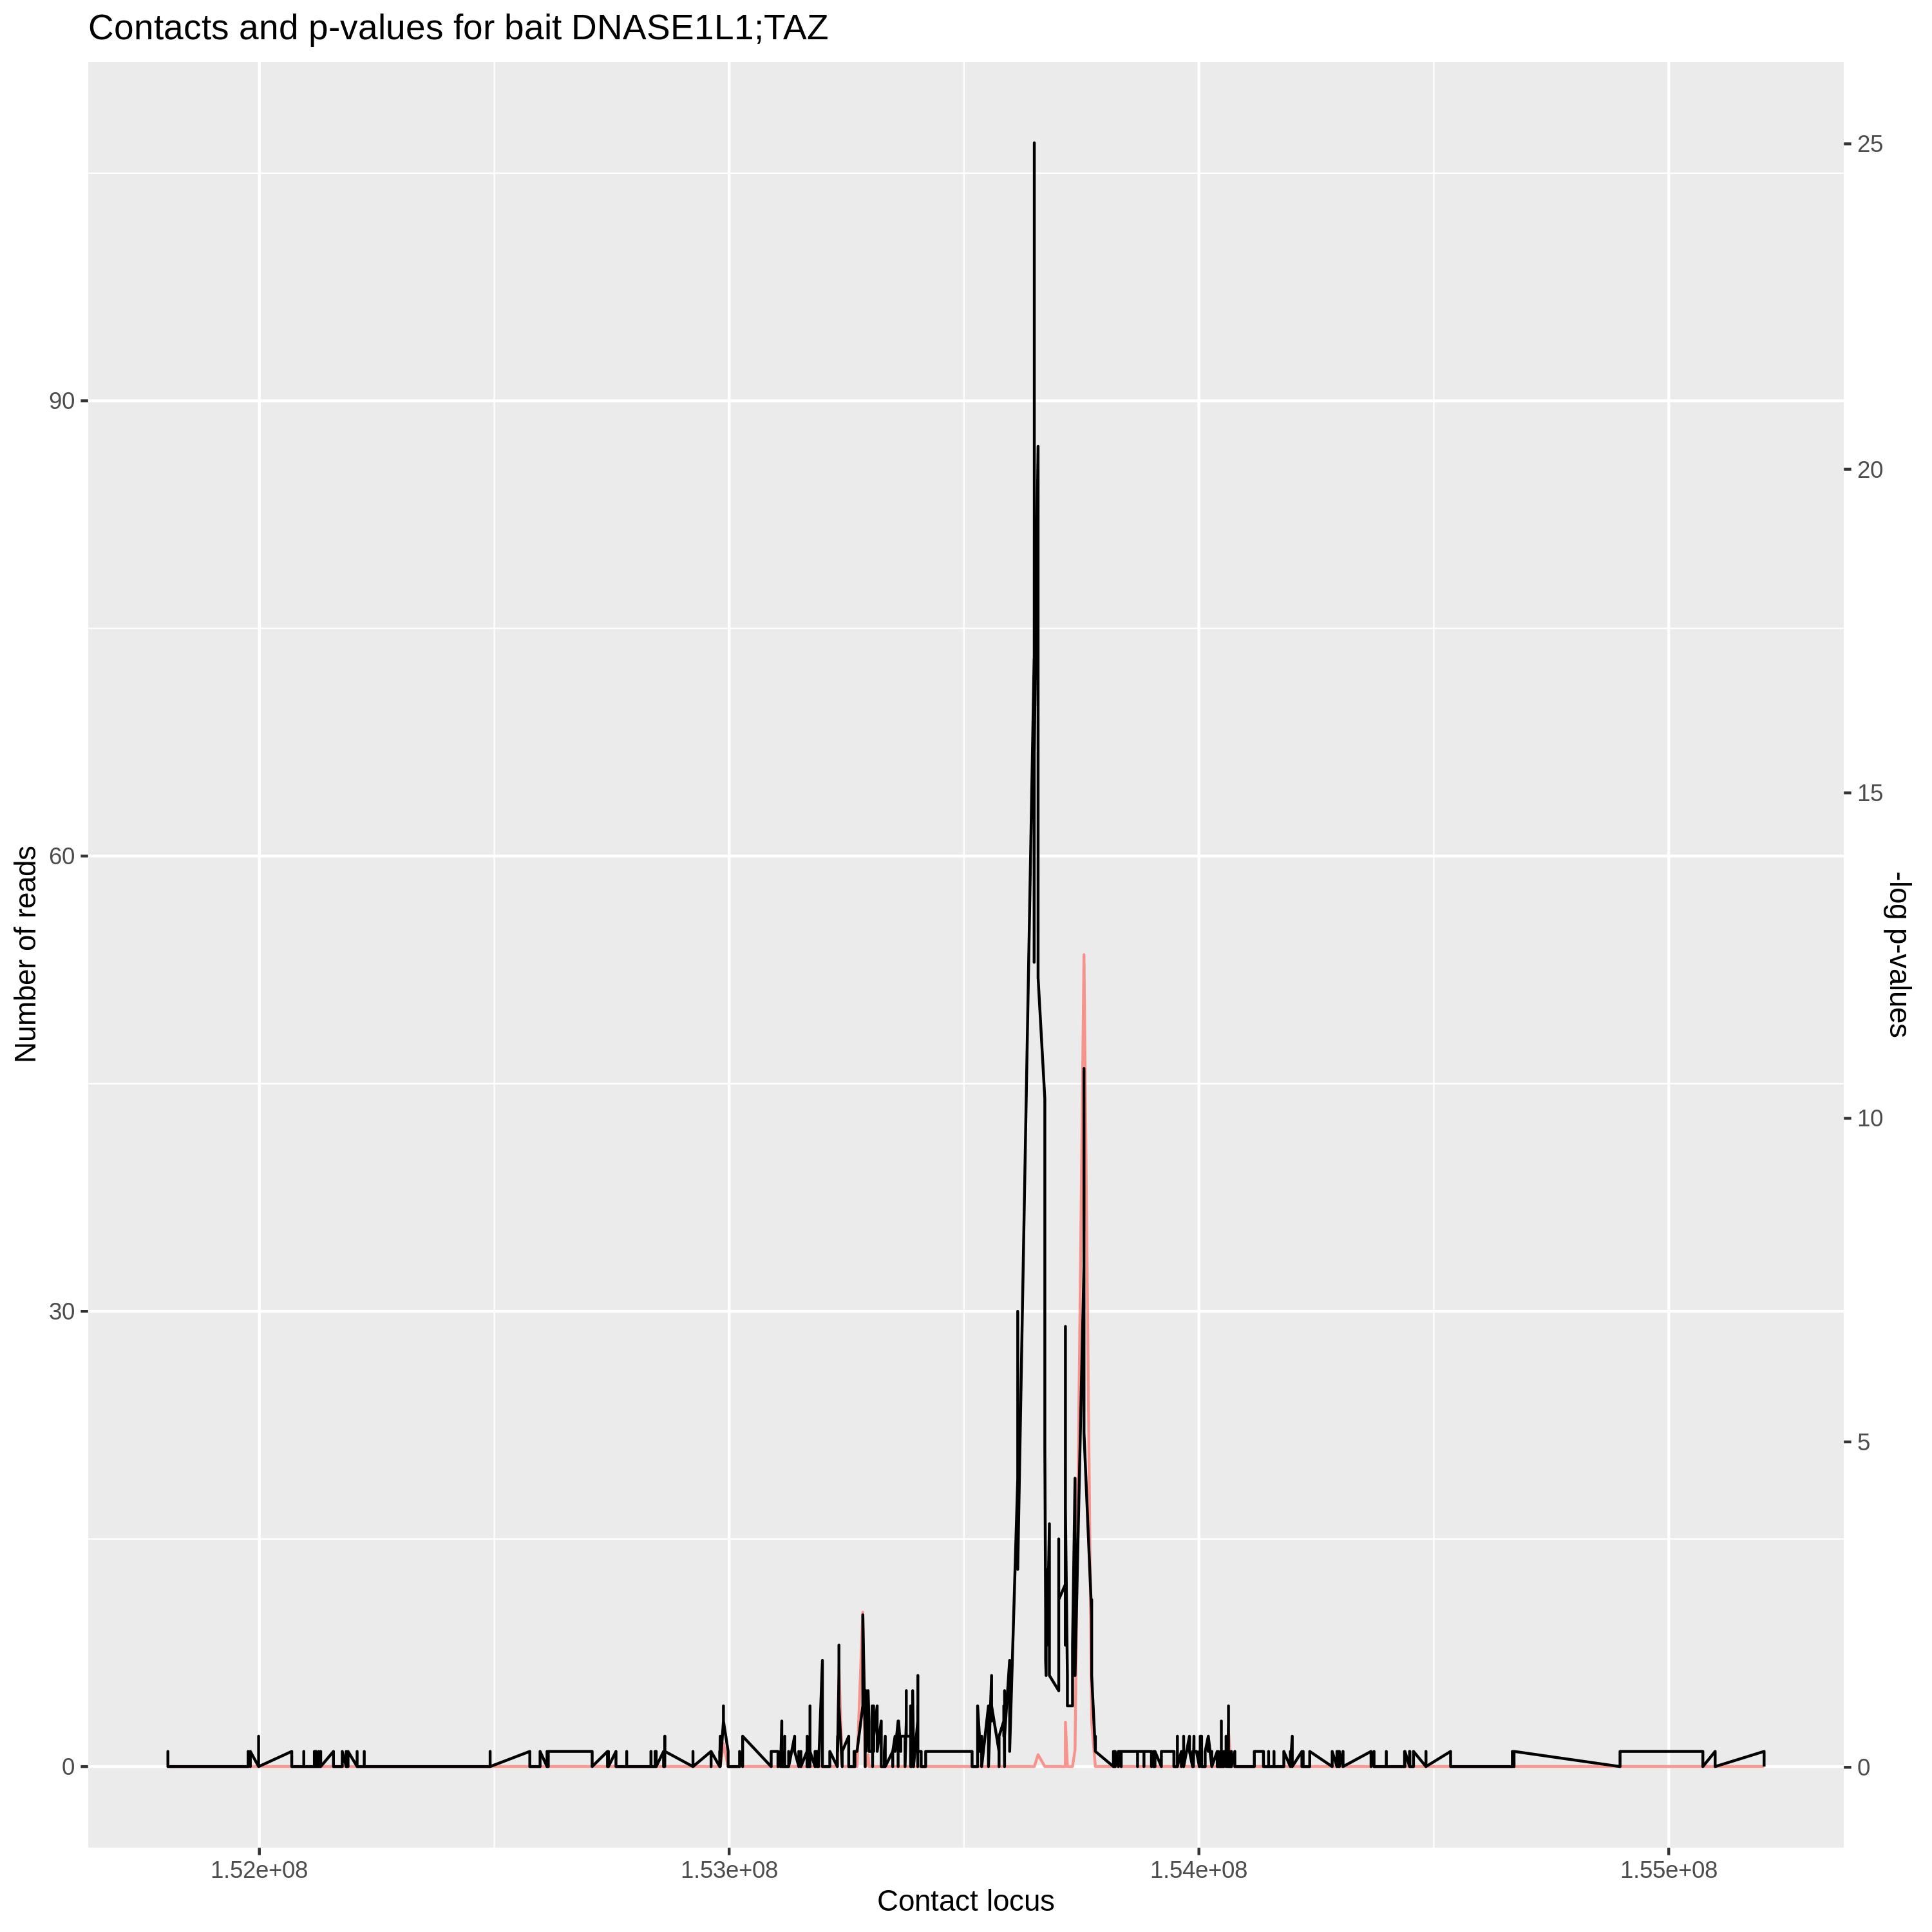 Contacts and p-values for bait DNASE1L1;TAZ
25
90
20
15
60
Number of reads
-log p-values
10
30
5
0
0
1.52e+08
1.53e+08
1.54e+08
1.55e+08
Contact locus